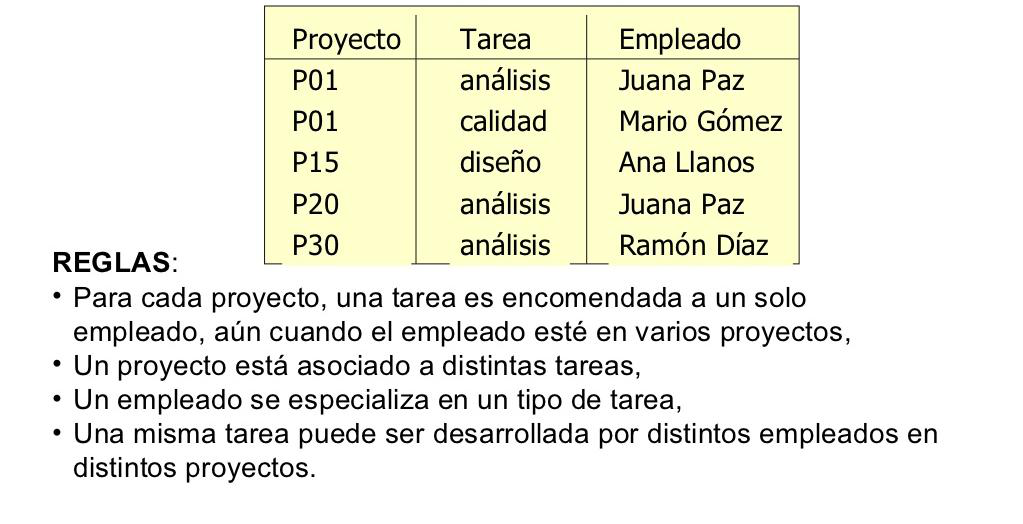 Proyecto Tarea Empleado
P01 análisis Juana Paz
P01 calidad Mario Gómez
P15 diseño Ana Llanos
P20 análisis Juana Paz
P30 análisis Ramón Díaz
REGLAS:
• Para cada proyecto, una tarea es encomendada a un solo
empleado, aún cuando el empleado esté en varios proyectos,
• Un proyecto está asociado a distintas tareas,
• Un empleado se especializa en un tipo de tarea,
• Una misma tarea puede ser desarrollada por distintos empleados en
distintos proyectos.